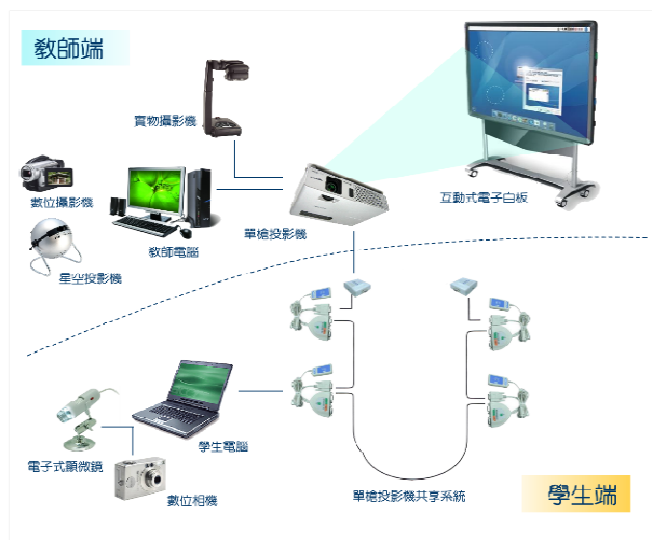 教師端
實物攝影機
數位攝影機
教師電腦
單槍投影機
互動式電子白板
星空投影機
學生電腦
電子式顯微鏡
數位相機
單槍投影機共享系統
學生端